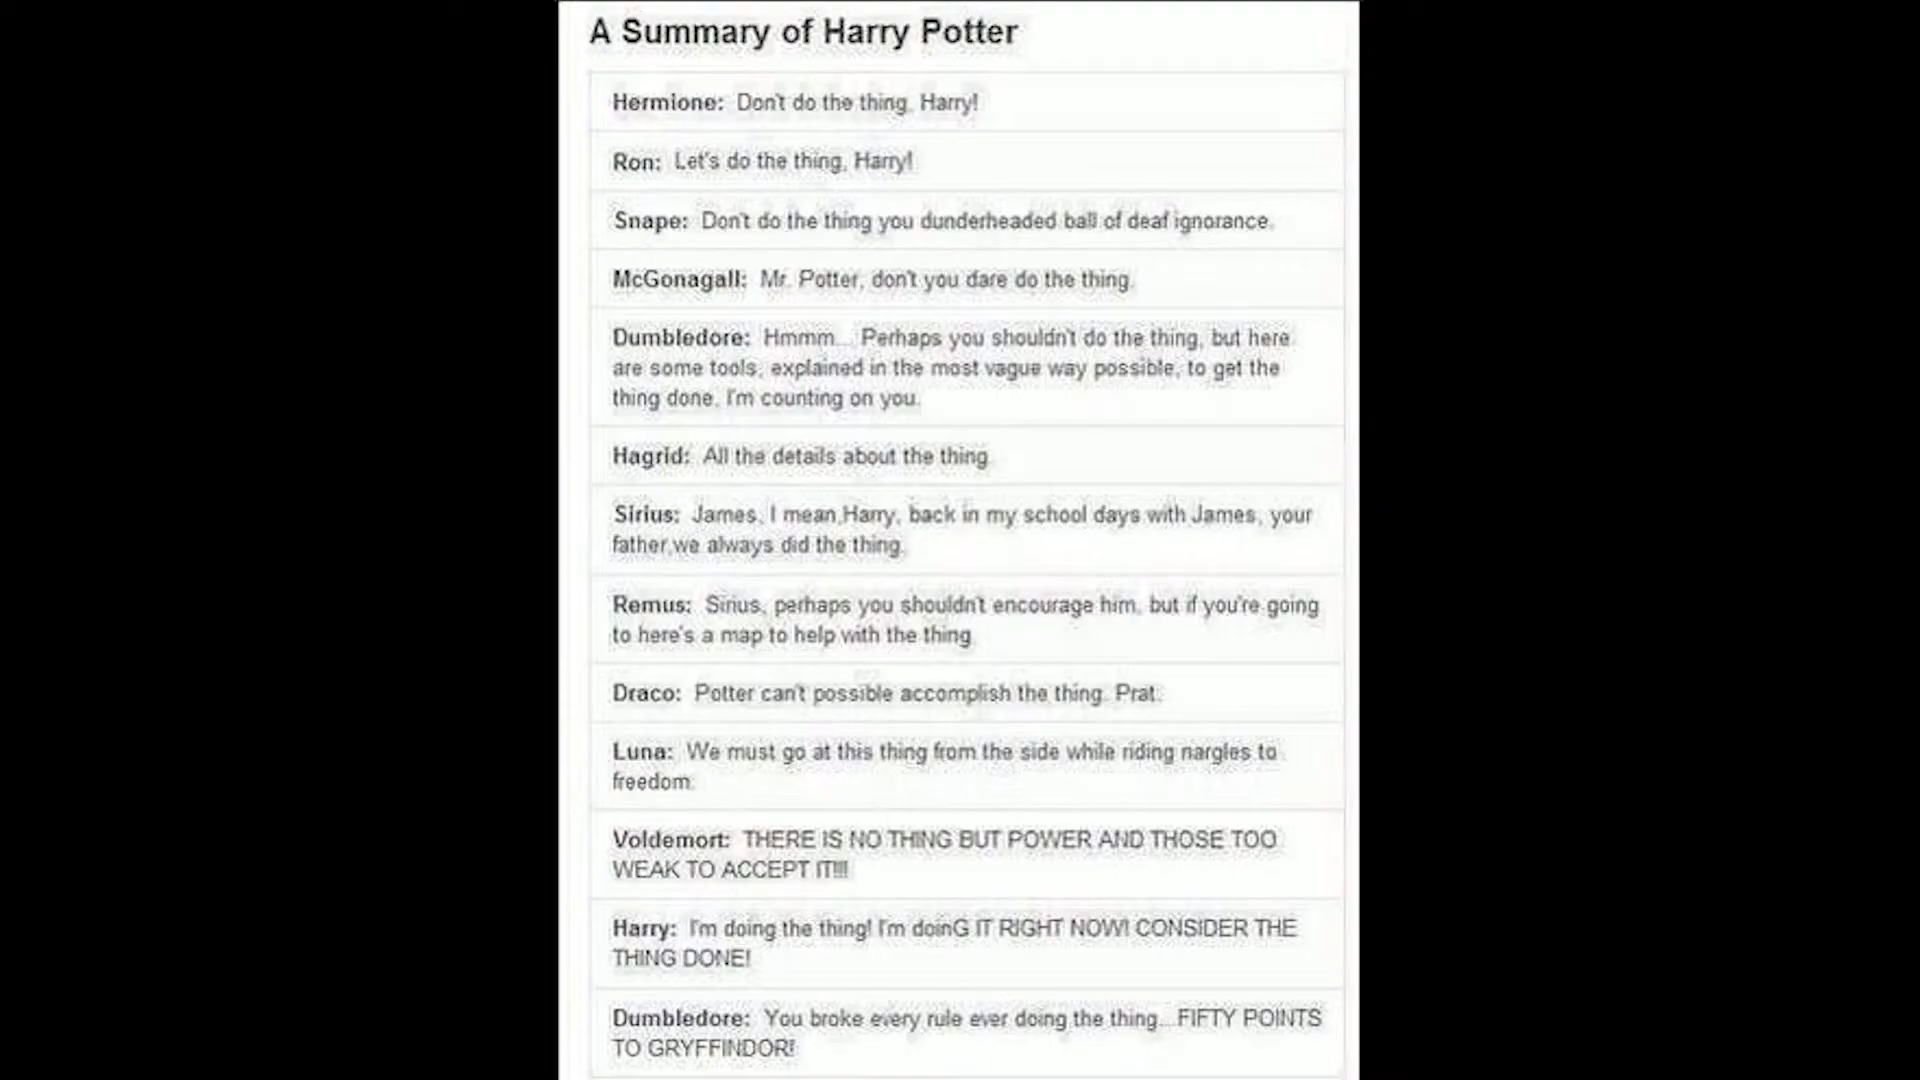 A Summary of Harry Potter
Hermione: Don't do the thing, Harry!
Ron: Let's do the thing, Harry!
Snape: Don't do the thing you dunderheaded ball of deaf ignorance.
McGonagall: Mr. Potter, don't you dare do the thing.
Dumbledore: Hmmm... Perhaps you shouldn't do the thing, but here
are some tools, explained in the most vague way possible, to get the
thing done, I'm counting on you.
Hagrid: All the details about the thing.
Sirius: James, I mean,Harry, back in my school days with James, your
father,we always did the thing.
Remus: Sirius, perhaps you shouldn't encourage him, but if you're going
to here's a map to help with the thing.
Draco: Potter can't possible accomplish the thing. Prat.
Luna: We must go at this thing from the side while riding nargles to
freedom.
Voldemort: THERE IS NO THING BUT POWER AND THOSE TOO
WEAK TO ACCEPT IT!!!
Harry: I'm doing the thing! I'm doinG IT RIGHT NOW! CONSIDER THE
THING DONE!
Dumbledore: You broke every rule ever doing the thing...FIFTY POINTS
TO GRYFFINDOR!